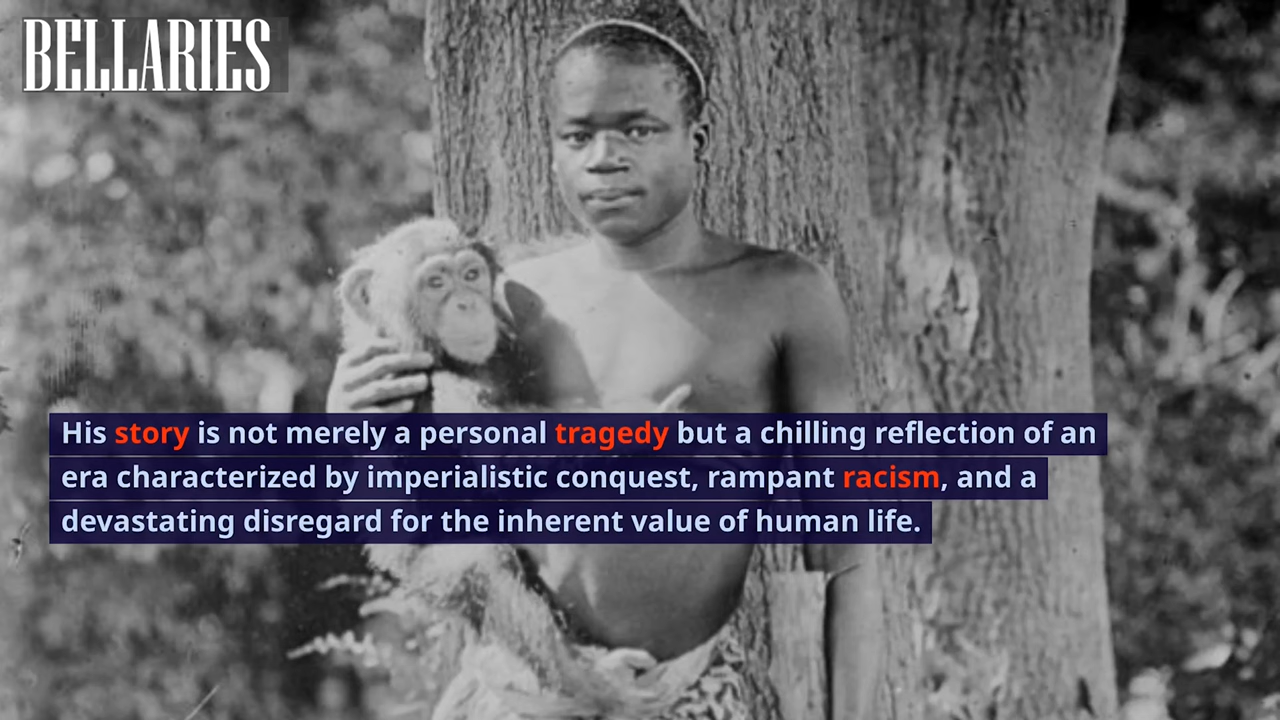 BELLARIES
His story is not merely a personal tragedy but a chilling reflection of an
era characterized by imperialistic conquest, rampant racism, and a
devastating disregard for the inherent value of human life.